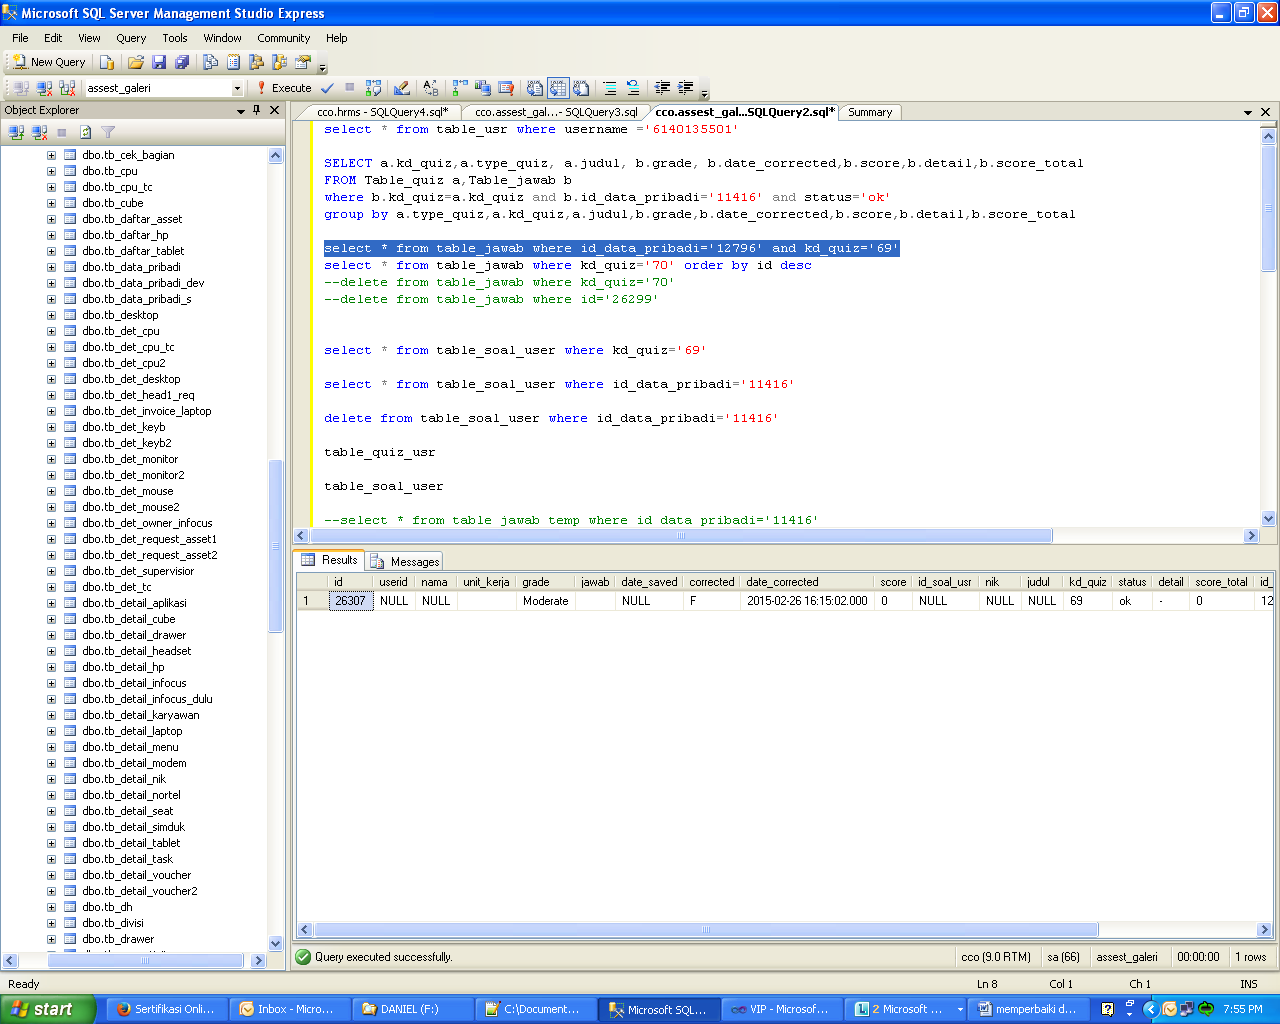 Microsoft SQL Server Management Studio Express
File Edit View Query Tools Window Community Help
New Query
assest_galeri Execute
Object Explorer
dbo.tb_cek_bagian
dbo.tb_cpu
dbo.tb_cpu_tc
dbo.tb_cube
dbo.tb_daftar_asset
dbo.tb_daftar_hp
dbo.tb_daftar_tablet
dbo.tb_data_pribadi
dbo.tb_data_pribadi_dev
dbo.tb_data_pribadi_s
dbo.tb_desktop
dbo.tb_det_cpu
dbo.tb_det_cpu_tc
dbo.tb_det_cpu2
dbo.tb_det_desktop
dbo.tb_det_head1_req
dbo.tb_det_invoice_laptop
dbo.tb_det_keyb
dbo.tb_det_keyb2
dbo.tb_det_monitor
dbo.tb_det_monitor2
dbo.tb_det_mouse
dbo.tb_det_mouse2
dbo.tb_det_owner_infocus
dbo.tb_det_request_asset1
dbo.tb_det_request_asset2
dbo.tb_det_supervisior
dbo.tb_det_tc
dbo.tb_detail_aplikasi
dbo.tb_detail_cube
dbo.tb_detail_drawer
dbo.tb_detail_headset
dbo.tb_detail_hp
dbo.tb_detail_infocus
dbo.tb_detail_infocus_dulu
dbo.tb_detail_karyawan
dbo.tb_detail_laptop
dbo.tb_detail_menu
dbo.tb_detail_modem
dbo.tb_detail_nik
dbo.tb_detail_nortel
dbo.tb_detail_seat
dbo.tb_detail_simduk
dbo.tb_detail_tablet
dbo.tb_detail_task
dbo.tb_detail_voucher
dbo.tb_detail_voucher2
dbo.tb_dh
dbo.tb_divisi
dbo.tb_drawer
cco.hrms - SQLQuery4.sql* cco.assest_gal...- SQLQuery3.sql cco.assest_gal...SQLQuery2.sql* Summary
select * from table_usr where username ='6140135501'
SELECT a.kd_quiz,a.type_quiz, a.judul, b.grade, b.date_corrected,b.score,b.detail,b.score_total
FROM Table_quiz a,Table_jawab b
where b.kd_quiz=a.kd_quiz and b.id_data_pribadi='11416' and status='ok'
group by a.type_quiz,a.kd_quiz,a.judul,b.grade,b.date_corrected,b.score,b.detail,b.score_total
select * from table_jawab where id_data_pribadi='12796' and kd_quiz='69'
select * from table_jawab where kd_quiz='70' order by id desc
--delete from table_jawab where kd_quiz='70'
--delete from table_jawab where id='26299'
select * from table_soal_user where kd_quiz='69'
select * from table_soal_user where id_data_pribadi='11416'
delete from table_soal_user where id_data_pribadi='11416'
table_quiz_usr
table_soal_user
--select * from table_jawab_temp where id_data_pribadi='11416'
Results Messages
id userid nama unit_kerja grade jawab date_saved corrected date_corrected score id_soal_usr nik judul kd_quiz status detail score_total id_
1 26307 NULL NULL Moderate NULL F 2015-02-26 16:15:02.000 0 NULL NULL NULL 69 ok - 0 12
Query executed successfully. cco (9.0 RTM) sa (66) assest_galeri 00:00:00 1 rows
Ready Ln 8 Col 1 Ch 1 INS
start Sertifikasi Onli... Inbox - Micro... DANIEL (F:) C:\Document... Microsoft SQ... VIP - Microsof... 2 Microsoft ... memperbaiki d... 7:55 PM